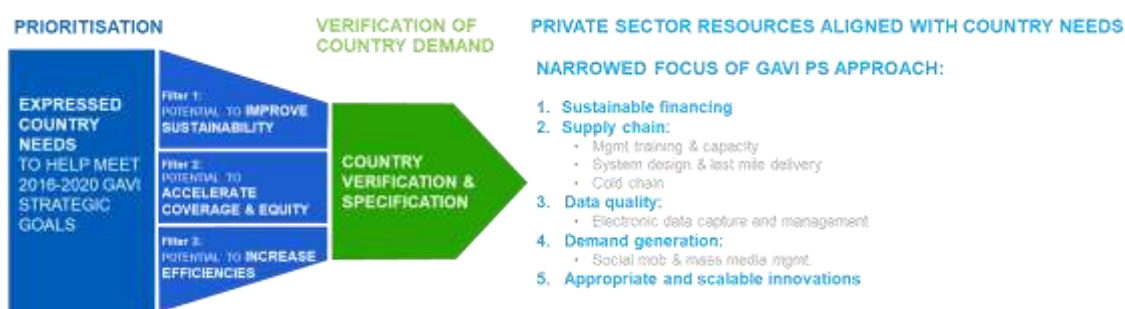 PRIORITISATION
EXPRESSED
COUNTRY
NEEDS
TO HELP MEET
2016-2020 GAVI
STRATEGIC
GOALS
Filter 1:
POTENTIAL TO IMPROVE
SUSTAINABILITY
Filter 2:
POTENTIAL TO
ACCELERATE
COVERAGE & EQUITY
Filter 3:
POTENTIAL TO INCREASE
EFFICIENCIES
VERIFICATION OF
COUNTRY DEMAND
COUNTRY
VERIFICATION &
SPECIFICATION
PRIVATE SECTOR RESOURCES ALIGNED WITH COUNTRY NEEDS
NARROWED FOCUS OF GAVI PS APPROACH:
1. Sustainable financing
2. Supply chain:
• Mgmt training & capacity
• System design & last mile delivery
• Cold chain
3. Data quality:
• Electronic data capture and management
4. Demand generation:
• Social mob & mass media mgmt.
5. Appropriate and scalable innovations